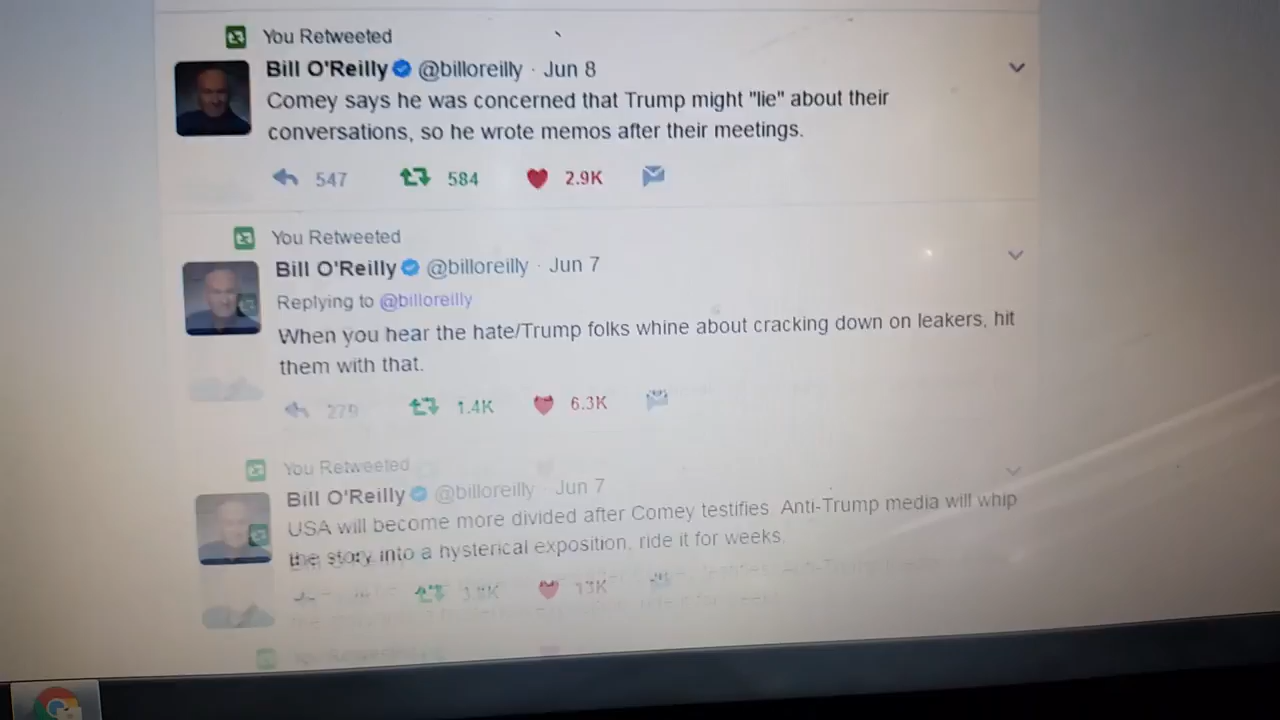 You Retweeted
Bill O'Reilly @billoreilly · Jun 8
Comey says he was concerned that Trump might "lie" about their
conversations, so he wrote memos after their meetings.
547 584 2.9K
You Retweeted
Bill O'Reilly @billoreilly · Jun 7
Replying to @billoreilly
When you hear the hate/Trump folks whine about cracking down on leakers, hit
them with that.
279 1.4K 6.3K
You Retweeted
Bill O'Reilly @billoreilly · Jun 7
USA will become more divided after Comey testifies. Anti-Trump media will whip
the story into a hysterical exposition, ride it for weeks.
13K